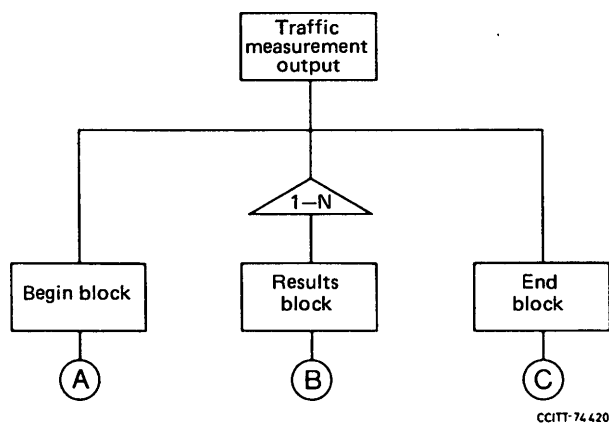 Traffic
measurement
output
1–N
Begin block
Results
block
End
block
A
B
C
CCITT-74420